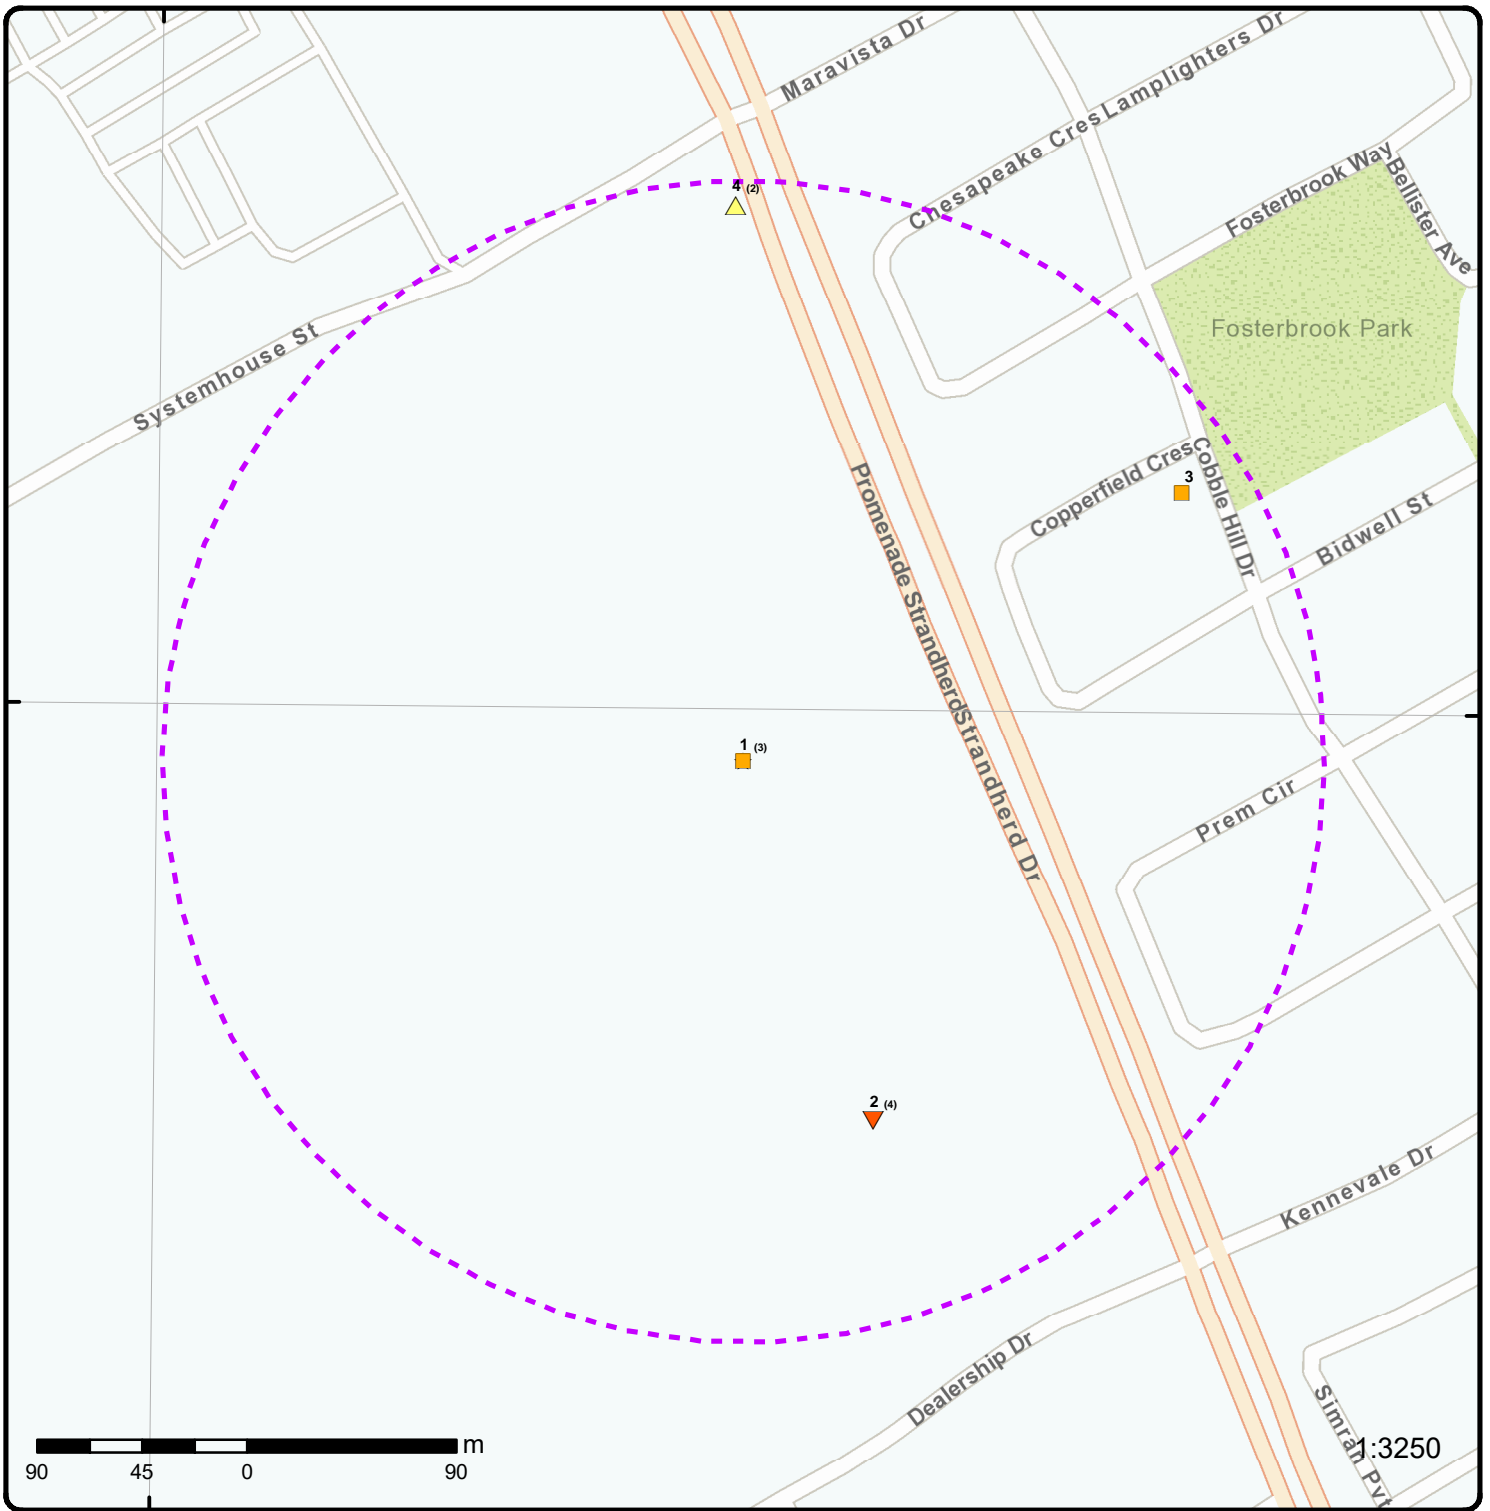 Maravista Dr
Lamplighters Dr
Chesapeake Cres
Fosterbrook Way
Bellister Ave
4 (2)
Systemhouse St
Fosterbrook Park
Copperfield Cres
3
Cobble Hill Dr
Bidwell St
Promenade Strandherd
Strandherd Dr
1 (3)
Prem Cir
2 (4)
Kennevale Dr
Dealership Dr
Simran Pvt
1:3250
m
90 45 0 90